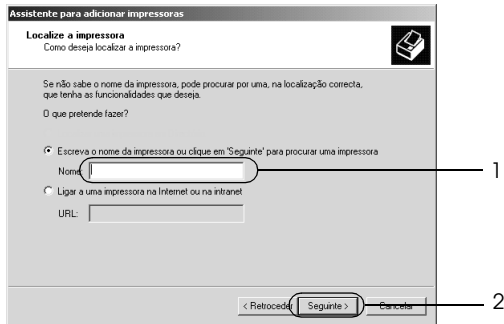 Assistente para adicionar impressoras
Localize a impressora
Como deseja localizar a impressora?
Se não sabe o nome da impressora, pode procurar por uma, na localização correcta,
que tenha as funcionalidades que deseja.
O que pretende fazer?
Escreva o nome da impressora ou clique em 'Seguinte' para procurar uma impressora
Nome: 1
Ligar a uma impressora na Internet ou na intranet
URL:
< Retroceder Seguinte > Cancelar 2